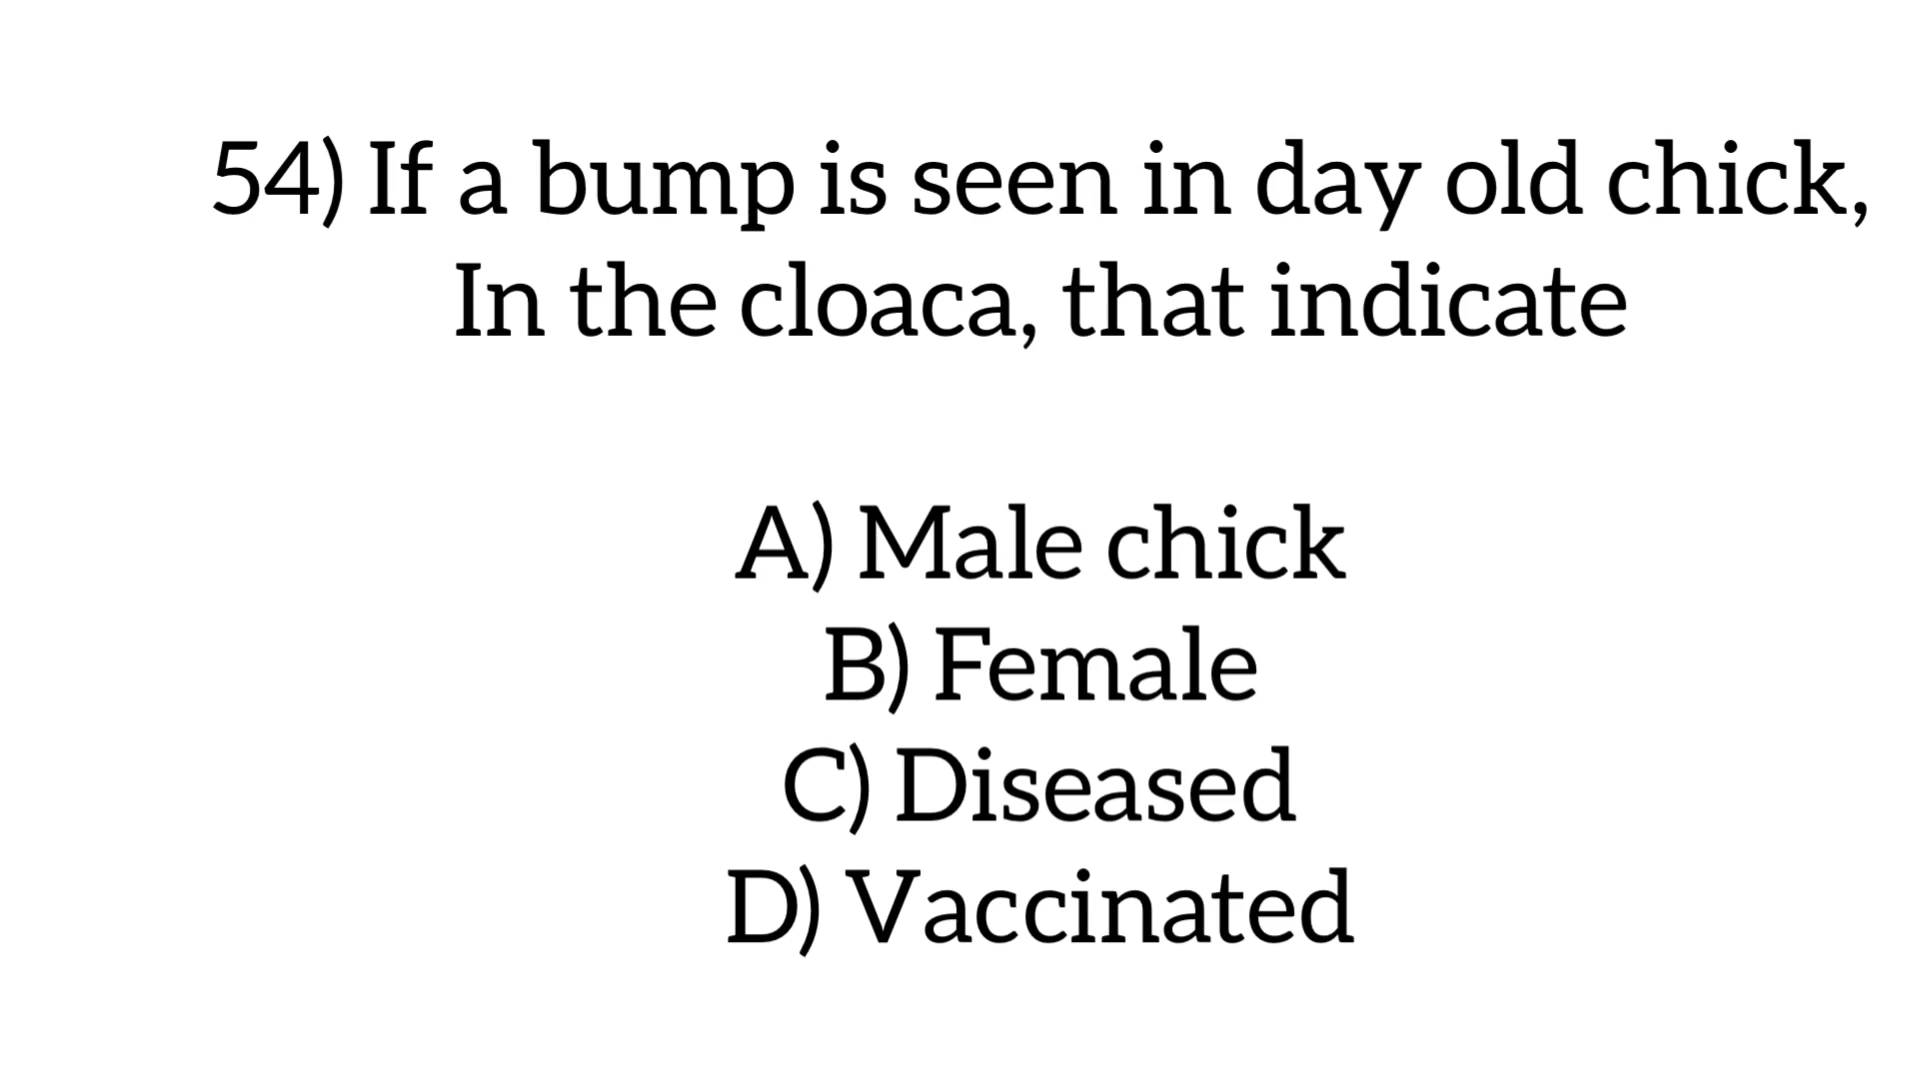 54) If a bump is seen in day old chick,
In the cloaca, that indicate
A) Male chick
B) Female
C) Diseased
D) Vaccinated